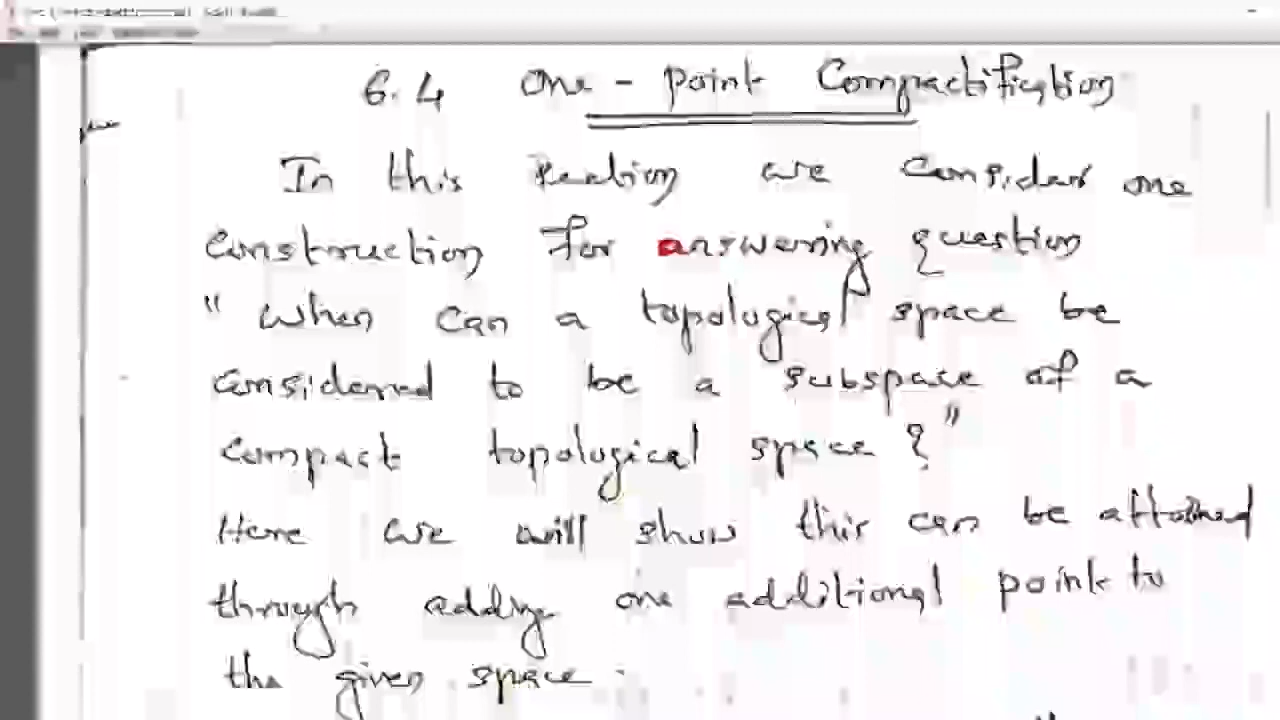 6.4 One-point Compactification
In this section we consider one
construction for answering question
"When can a topological space be
considered to be a subspace of a
compact topological space?"
Here we will show this can be attained
through adding one additional point to
the given space.